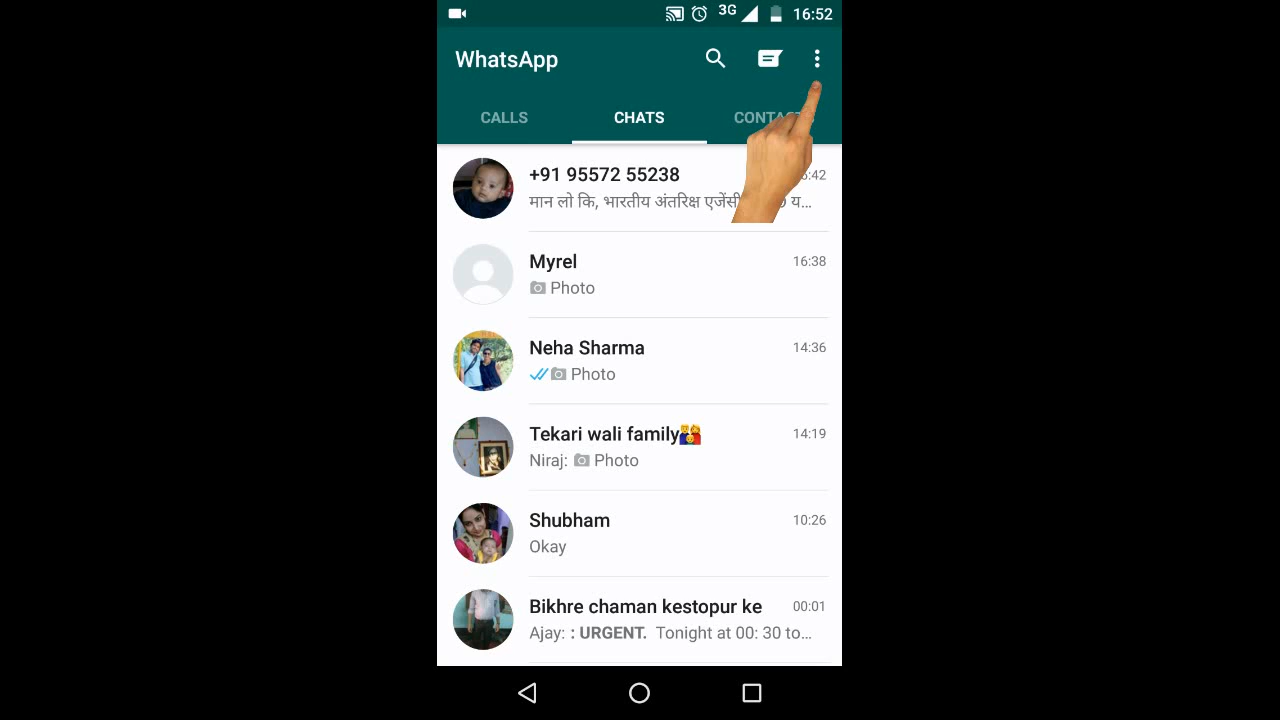 3G 16:52
WhatsApp
CALLS CHATS
+91 95572 55238
मान लो कि, भारतीय अंतरिक्ष एजेंसी य...
Myrel 16:38
Photo
Neha Sharma 14:36
Photo
Tekari wali family 14:19
Niraj: Photo
Shubham 10:26
Okay
Bikhre chaman kestopur ke 00:01
Ajay: : URGENT. Tonight at 00: 30 to...